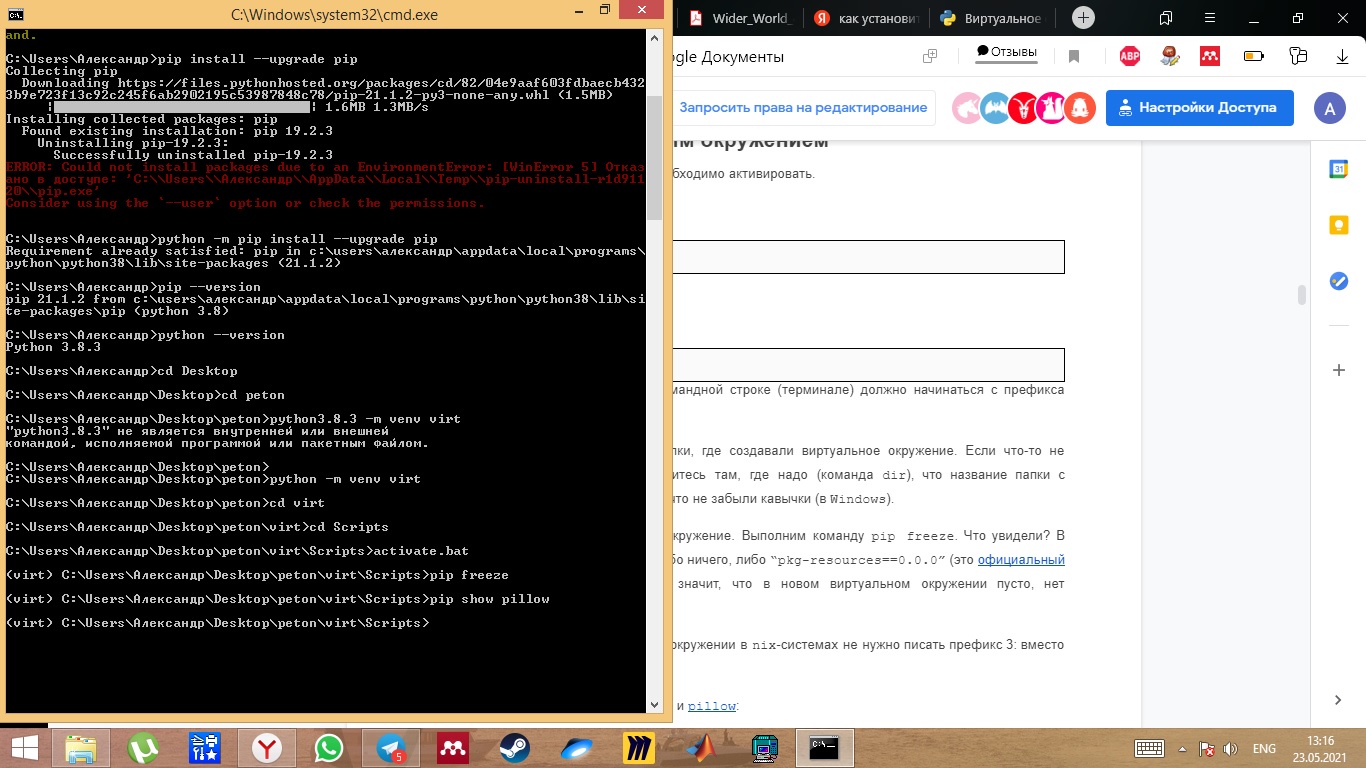 C:\Windows\system32\cmd.exe
and.
C:\Users\Александр>pip install --upgrade pip
Collecting pip
Downloading https://files.pythonhosted.org/packages/cd/82/04e9aaf603fdbaecb432
3b9e723f13c92c245f6ab2902195c53987848c78/pip-21.1.2-py3-none-any.whl (1.5MB)
1.6MB 1.3MB/s
Installing collected packages: pip
Found existing installation: pip 19.2.3
Uninstalling pip-19.2.3:
Successfully uninstalled pip-19.2.3
ERROR: Could not install packages due to an EnvironmentError: [WinError 5] Отказ
ано в доступе: 'C:\\Users\\Александр\\AppData\\Local\\Temp\\pip-uninstall-r1d911
20\\pip.exe'
Consider using the `--user` option or check the permissions.
C:\Users\Александр>python -m pip install --upgrade pip
Requirement already satisfied: pip in c:\users\александр\appdata\local\programs\
python\python38\lib\site-packages (21.1.2)
C:\Users\Александр>pip --version
pip 21.1.2 from c:\users\александр\appdata\local\programs\python\python38\lib\si
te-packages\pip (python 3.8)
C:\Users\Александр>python --version
Python 3.8.3
C:\Users\Александр>cd Desktop
C:\Users\Александр\Desktop>cd peton
C:\Users\Александр\Desktop\peton>python3.8.3 -m venv virt
"python3.8.3" не является внутренней или внешней
командой, исполняемой программой или пакетным файлом.
C:\Users\Александр\Desktop\peton>
C:\Users\Александр\Desktop\peton>python -m venv virt
C:\Users\Александр\Desktop\peton>cd virt
C:\Users\Александр\Desktop\peton\virt>cd Scripts
C:\Users\Александр\Desktop\peton\virt\Scripts>activate.bat
(virt) C:\Users\Александр\Desktop\peton\virt\Scripts>pip freeze
(virt) C:\Users\Александр\Desktop\peton\virt\Scripts>pip show pillow
(virt) C:\Users\Александр\Desktop\peton\virt\Scripts>
Wider_World_ как установит Виртуальное
ogle Документы Отзывы
ABP
Запросить права на редактирование Настройки Доступа А
м окружением
обходимо активировать.
мандной строке (терминале) должно начинаться с префикса
пки, где создавали виртуальное окружение. Если что-то не
итесь там, где надо (команда dir), что название папки с
что не забыли кавычки (в Windows).
кружение. Выполним команду pip freeze. Что увидели? В
бо ничего, либо “pkg-resources==0.0.0” (это официальный
значит, что в новом виртуальном окружении пусто, нет
окружении в nix-системах не нужно писать префикс 3: вместо
и pillow:
31
5
ENG
13:16
23.05.2021